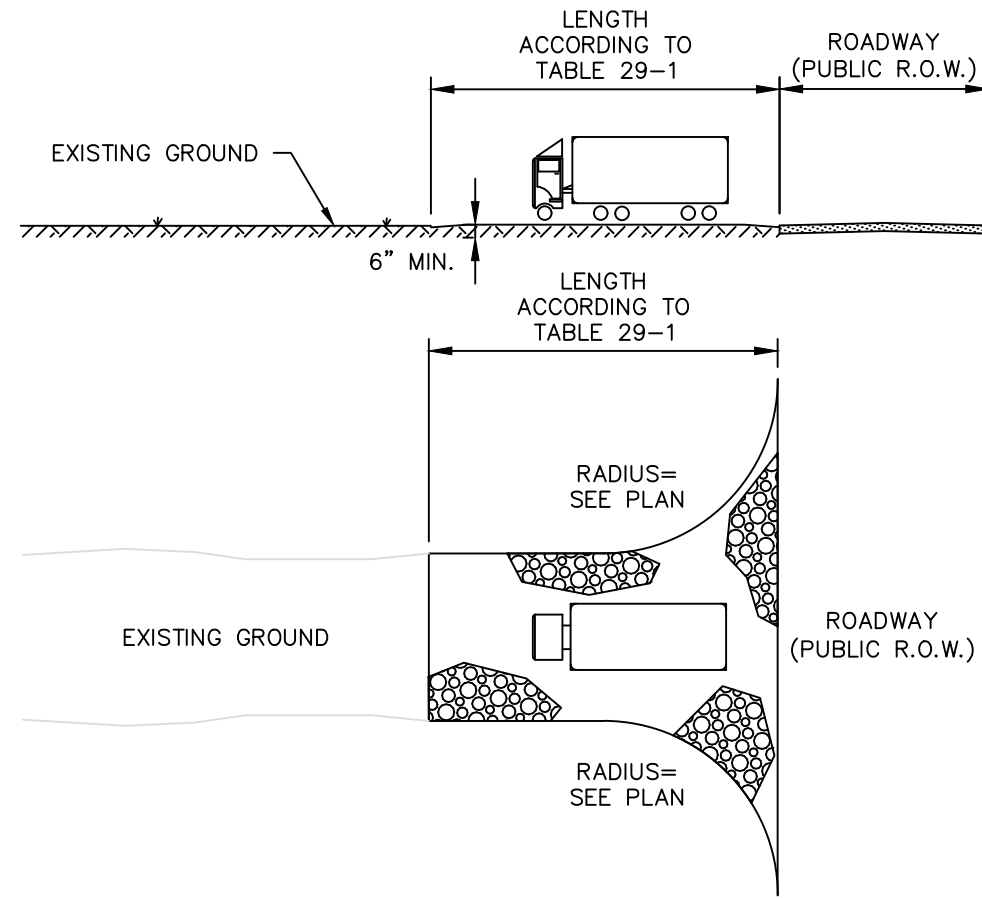 LENGTH
ACCORDING TO
TABLE 29-1
ROADWAY
(PUBLIC R.O.W.)
EXISTING GROUND
6" MIN.
LENGTH
ACCORDING TO
TABLE 29-1
RADIUS=
SEE PLAN
EXISTING GROUND
ROADWAY
(PUBLIC R.O.W.)
RADIUS=
SEE PLAN